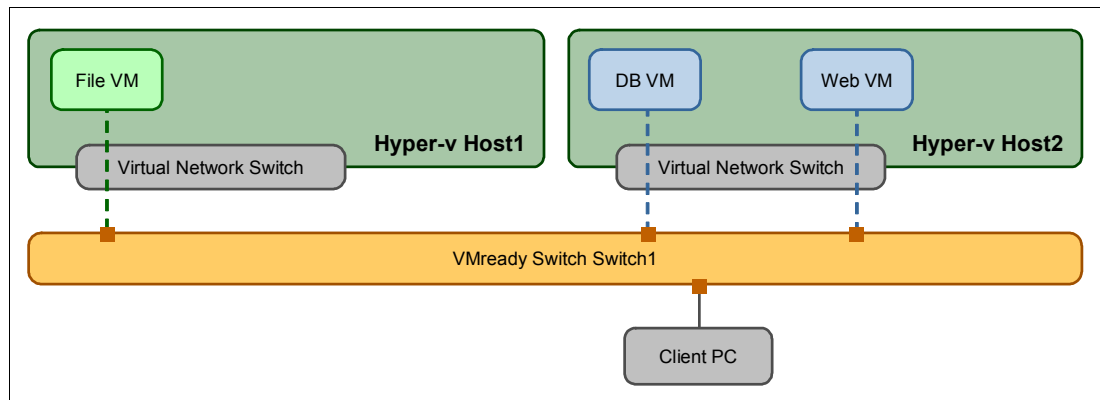 File VM
DB VM
Web VM
Hyper-v Host1
Hyper-v Host2
Virtual Network Switch
Virtual Network Switch
VMready Switch Switch1
Client PC